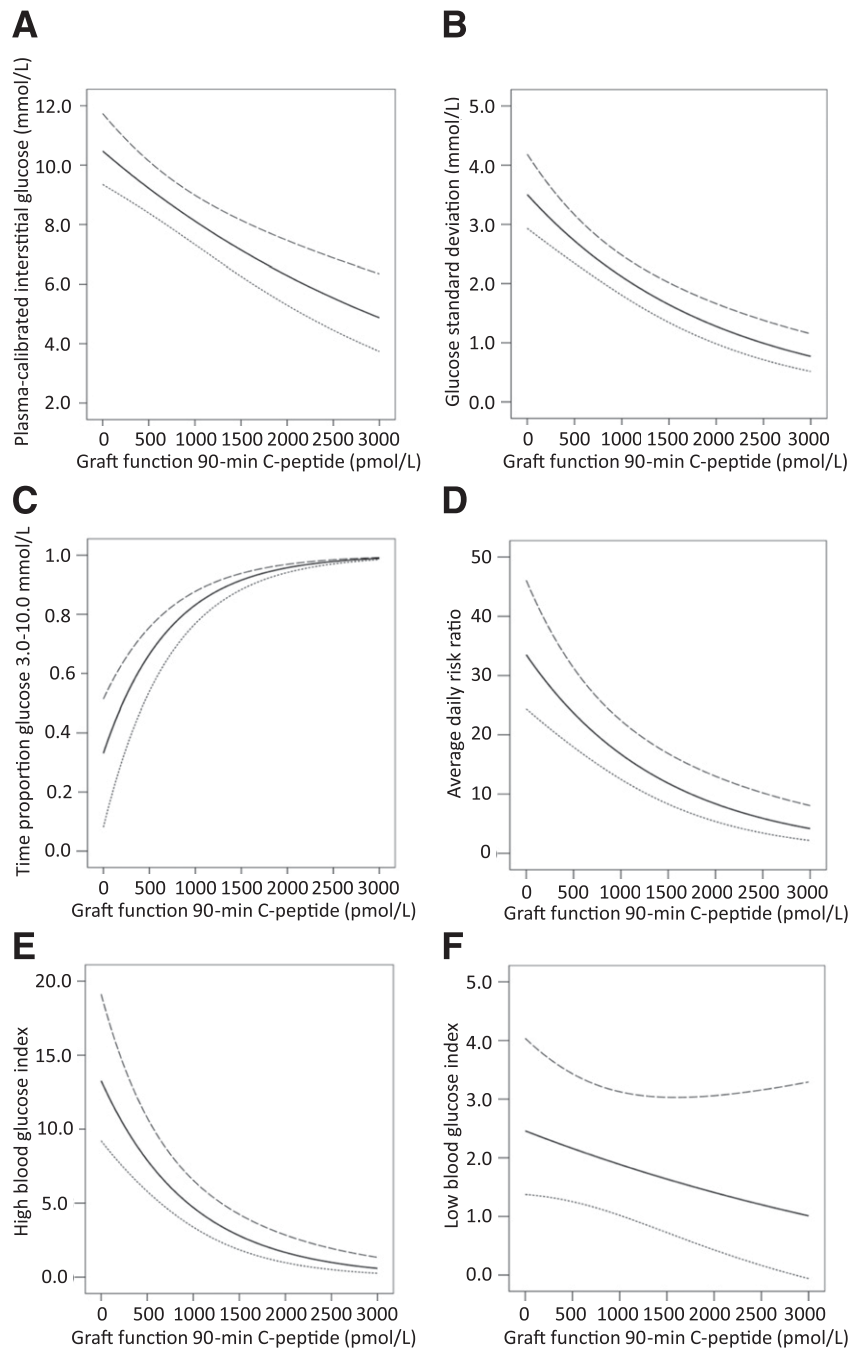 A
Plasma-calibrated interstitial glucose (mmol/L)
12.0
10.0
8.0
6.0
4.0
2.0
0 500 1000 1500 2000 2500 3000
Graft function 90-min C-peptide (pmol/L)
B
Glucose standard deviation (mmol/L)
5.0
4.0
3.0
2.0
1.0
0.0
0 500 1000 1500 2000 2500 3000
Graft function 90-min C-peptide (pmol/L)
C
Time proportion glucose 3.0-10.0 mmol/L
1.0
0.8
0.6
0.4
0.2
0.0
0 500 1000 1500 2000 2500 3000
Graft function 90-min C-peptide (pmol/L)
D
Average daily risk ratio
50
40
30
20
10
0
0 500 1000 1500 2000 2500 3000
Graft function 90-min C-peptide (pmol/L)
E
High blood glucose index
20.0
15.0
10.0
5.0
0.0
0 500 1000 1500 2000 2500 3000
Graft function 90-min C-peptide (pmol/L)
F
Low blood glucose index
5.0
4.0
3.0
2.0
1.0
0.0
0 500 1000 1500 2000 2500 3000
Graft function 90-min C-peptide (pmol/L)